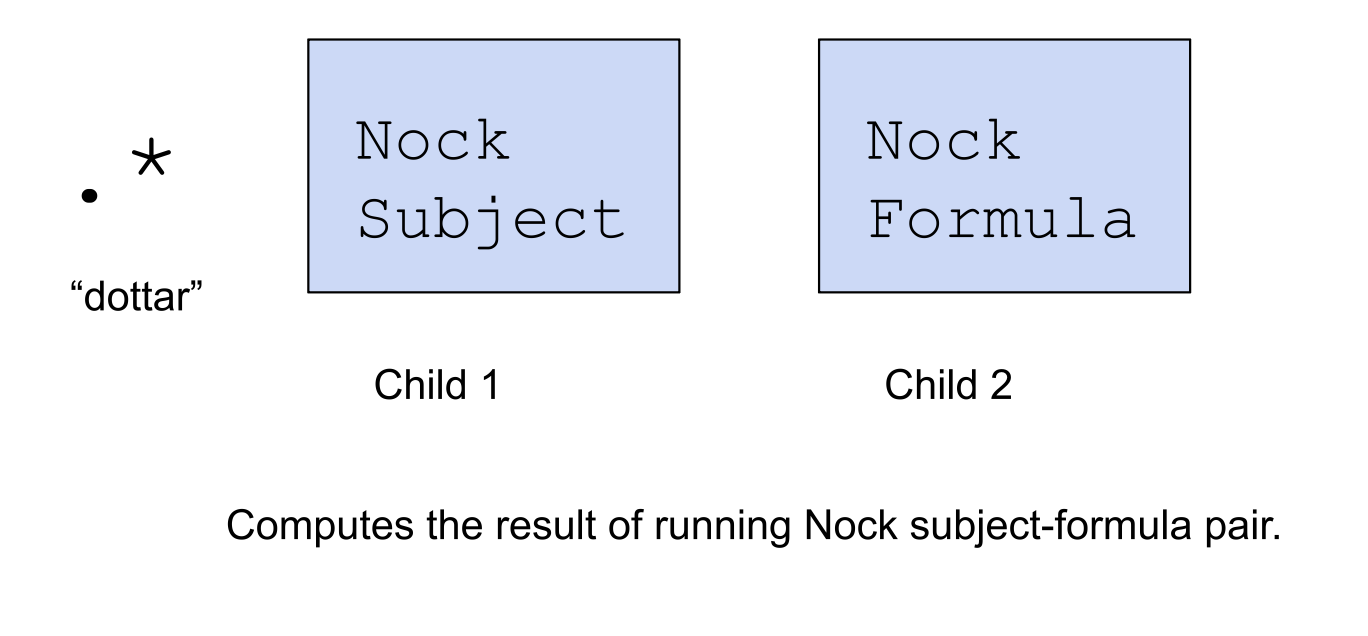 .*
“dottar”
Nock
Subject
Nock
Formula
Child 1
Child 2
Computes the result of running Nock subject-formula pair.